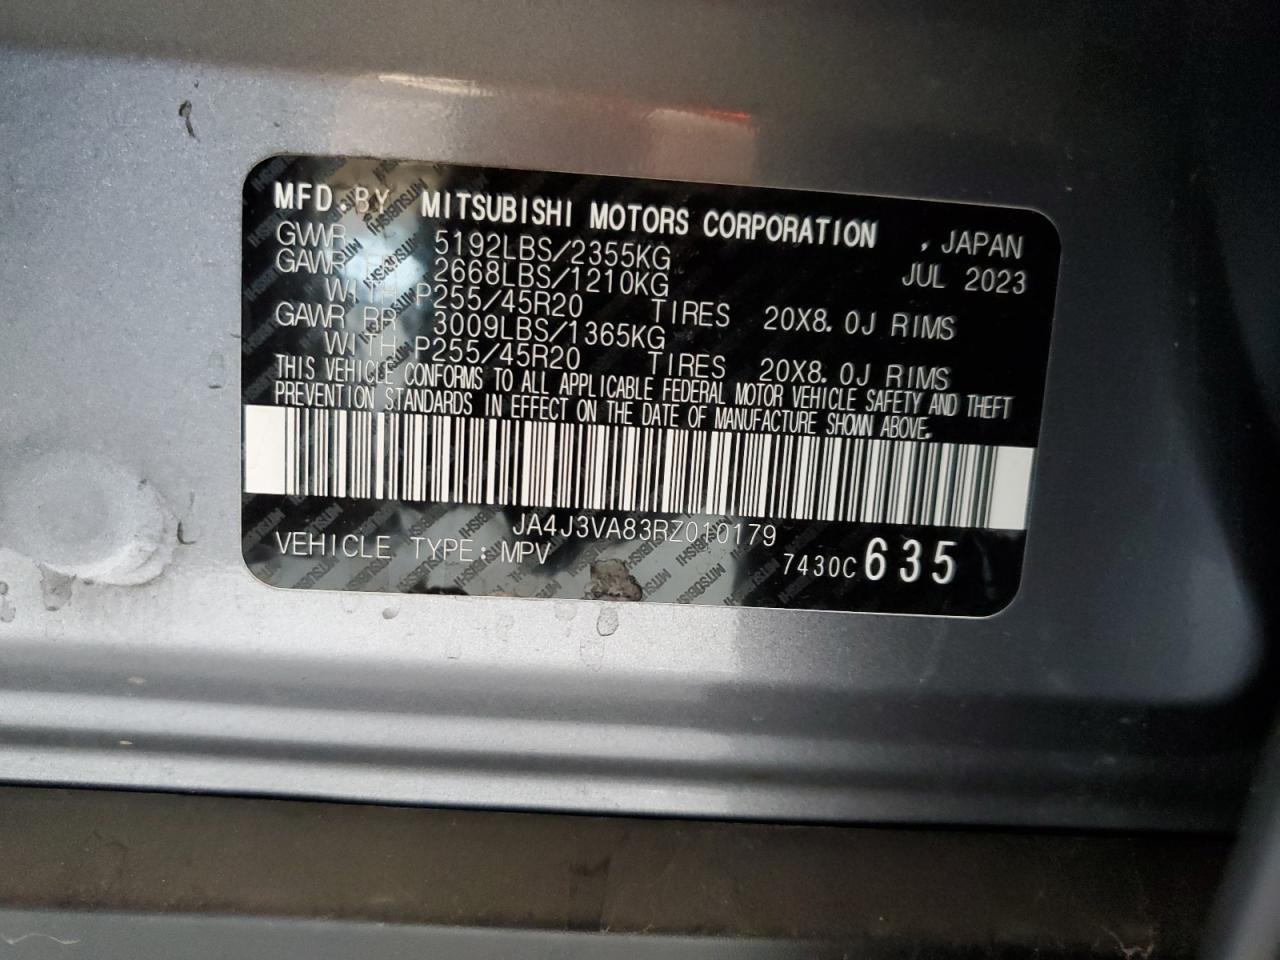 MFD.BY MITSUBISHI MOTORS CORPORATION , JAPAN
GVWR 5192LBS/2355KG JUL 2023
GAWR FR 2668LBS/1210KG
WITH P255/45R20 TIRES 20X8.0J RIMS
GAWR RR 3009LBS/1365KG
WITH P255/45R20 TIRES 20X8.0J RIMS
THIS VEHICLE CONFORMS TO ALL APPLICABLE FEDERAL MOTOR VEHICLE SAFETY AND THEFT
PREVENTION STANDARDS IN EFFECT ON THE DATE OF MANUFACTURE SHOWN ABOVE.
JA4J3VA83RZ010179
VEHICLE TYPE: MPV 7430C 635